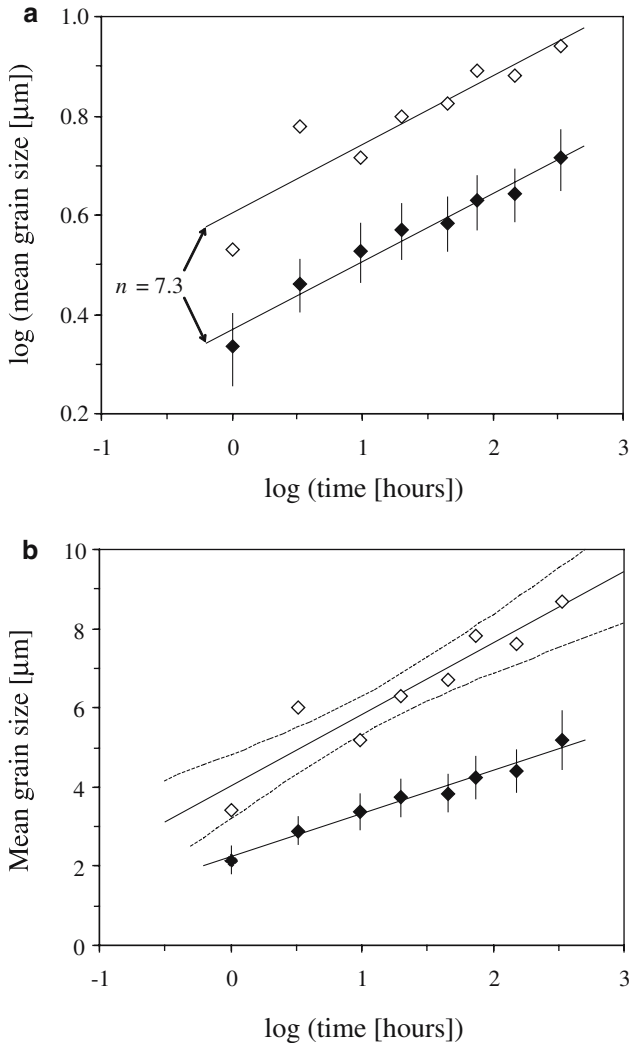 a
1.0
0.8
0.6
0.4
0.2
log (mean grain size [µm])
n = 7.3
-1 0 1 2 3
log (time [hours])
b
10
8
6
4
2
0
Mean grain size [µm]
-1 0 1 2 3
log (time [hours])